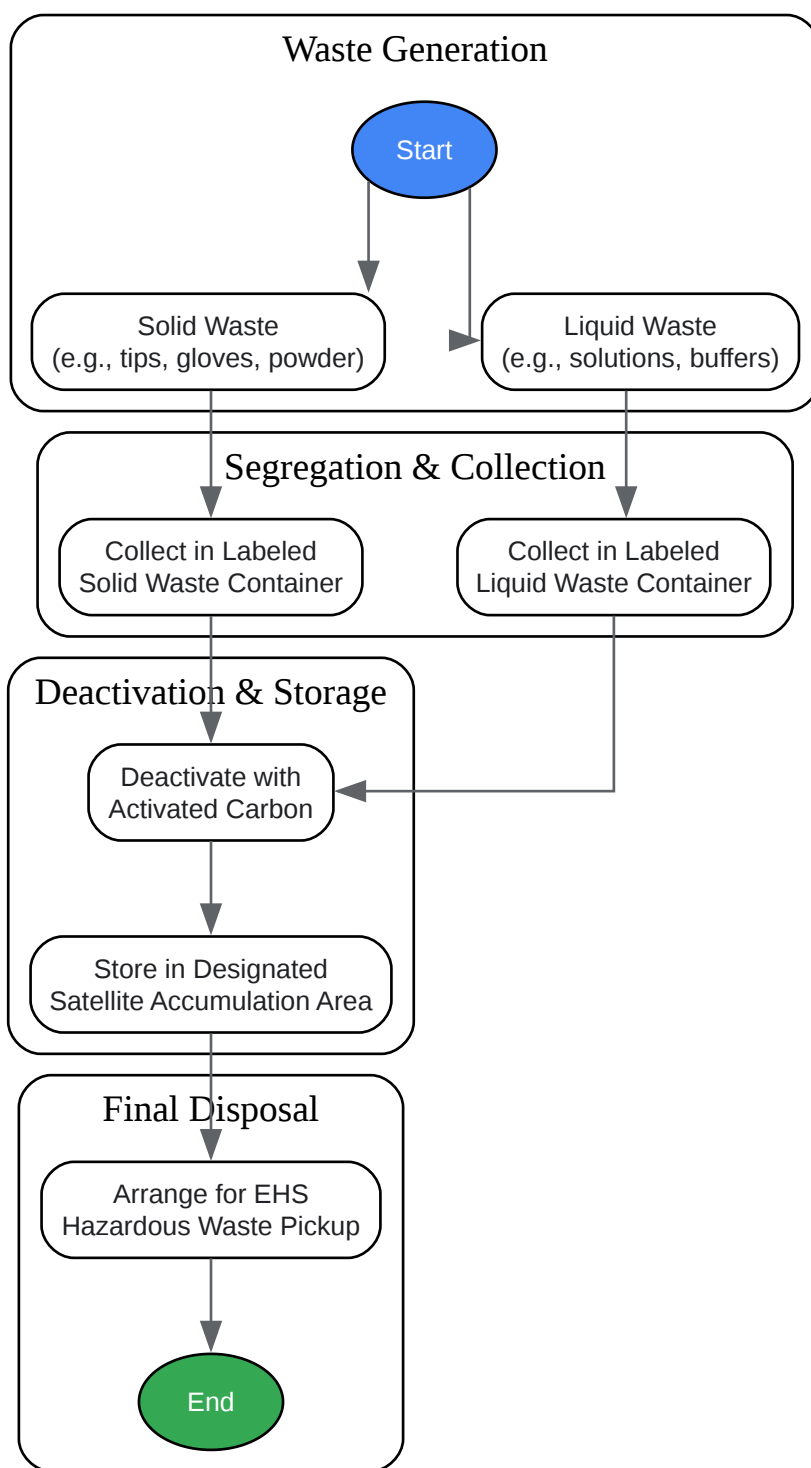 Waste Generation
Start
Solid Waste
(e.g., tips, gloves, powder)
Liquid Waste
(e.g., solutions, buffers)
Segregation & Collection
Collect in Labeled
Solid Waste Container
Collect in Labeled
Liquid Waste Container
Deactivation & Storage
Deactivate with
Activated Carbon
Store in Designated
Satellite Accumulation Area
Final Disposal
Arrange for EHS
Hazardous Waste Pickup
End